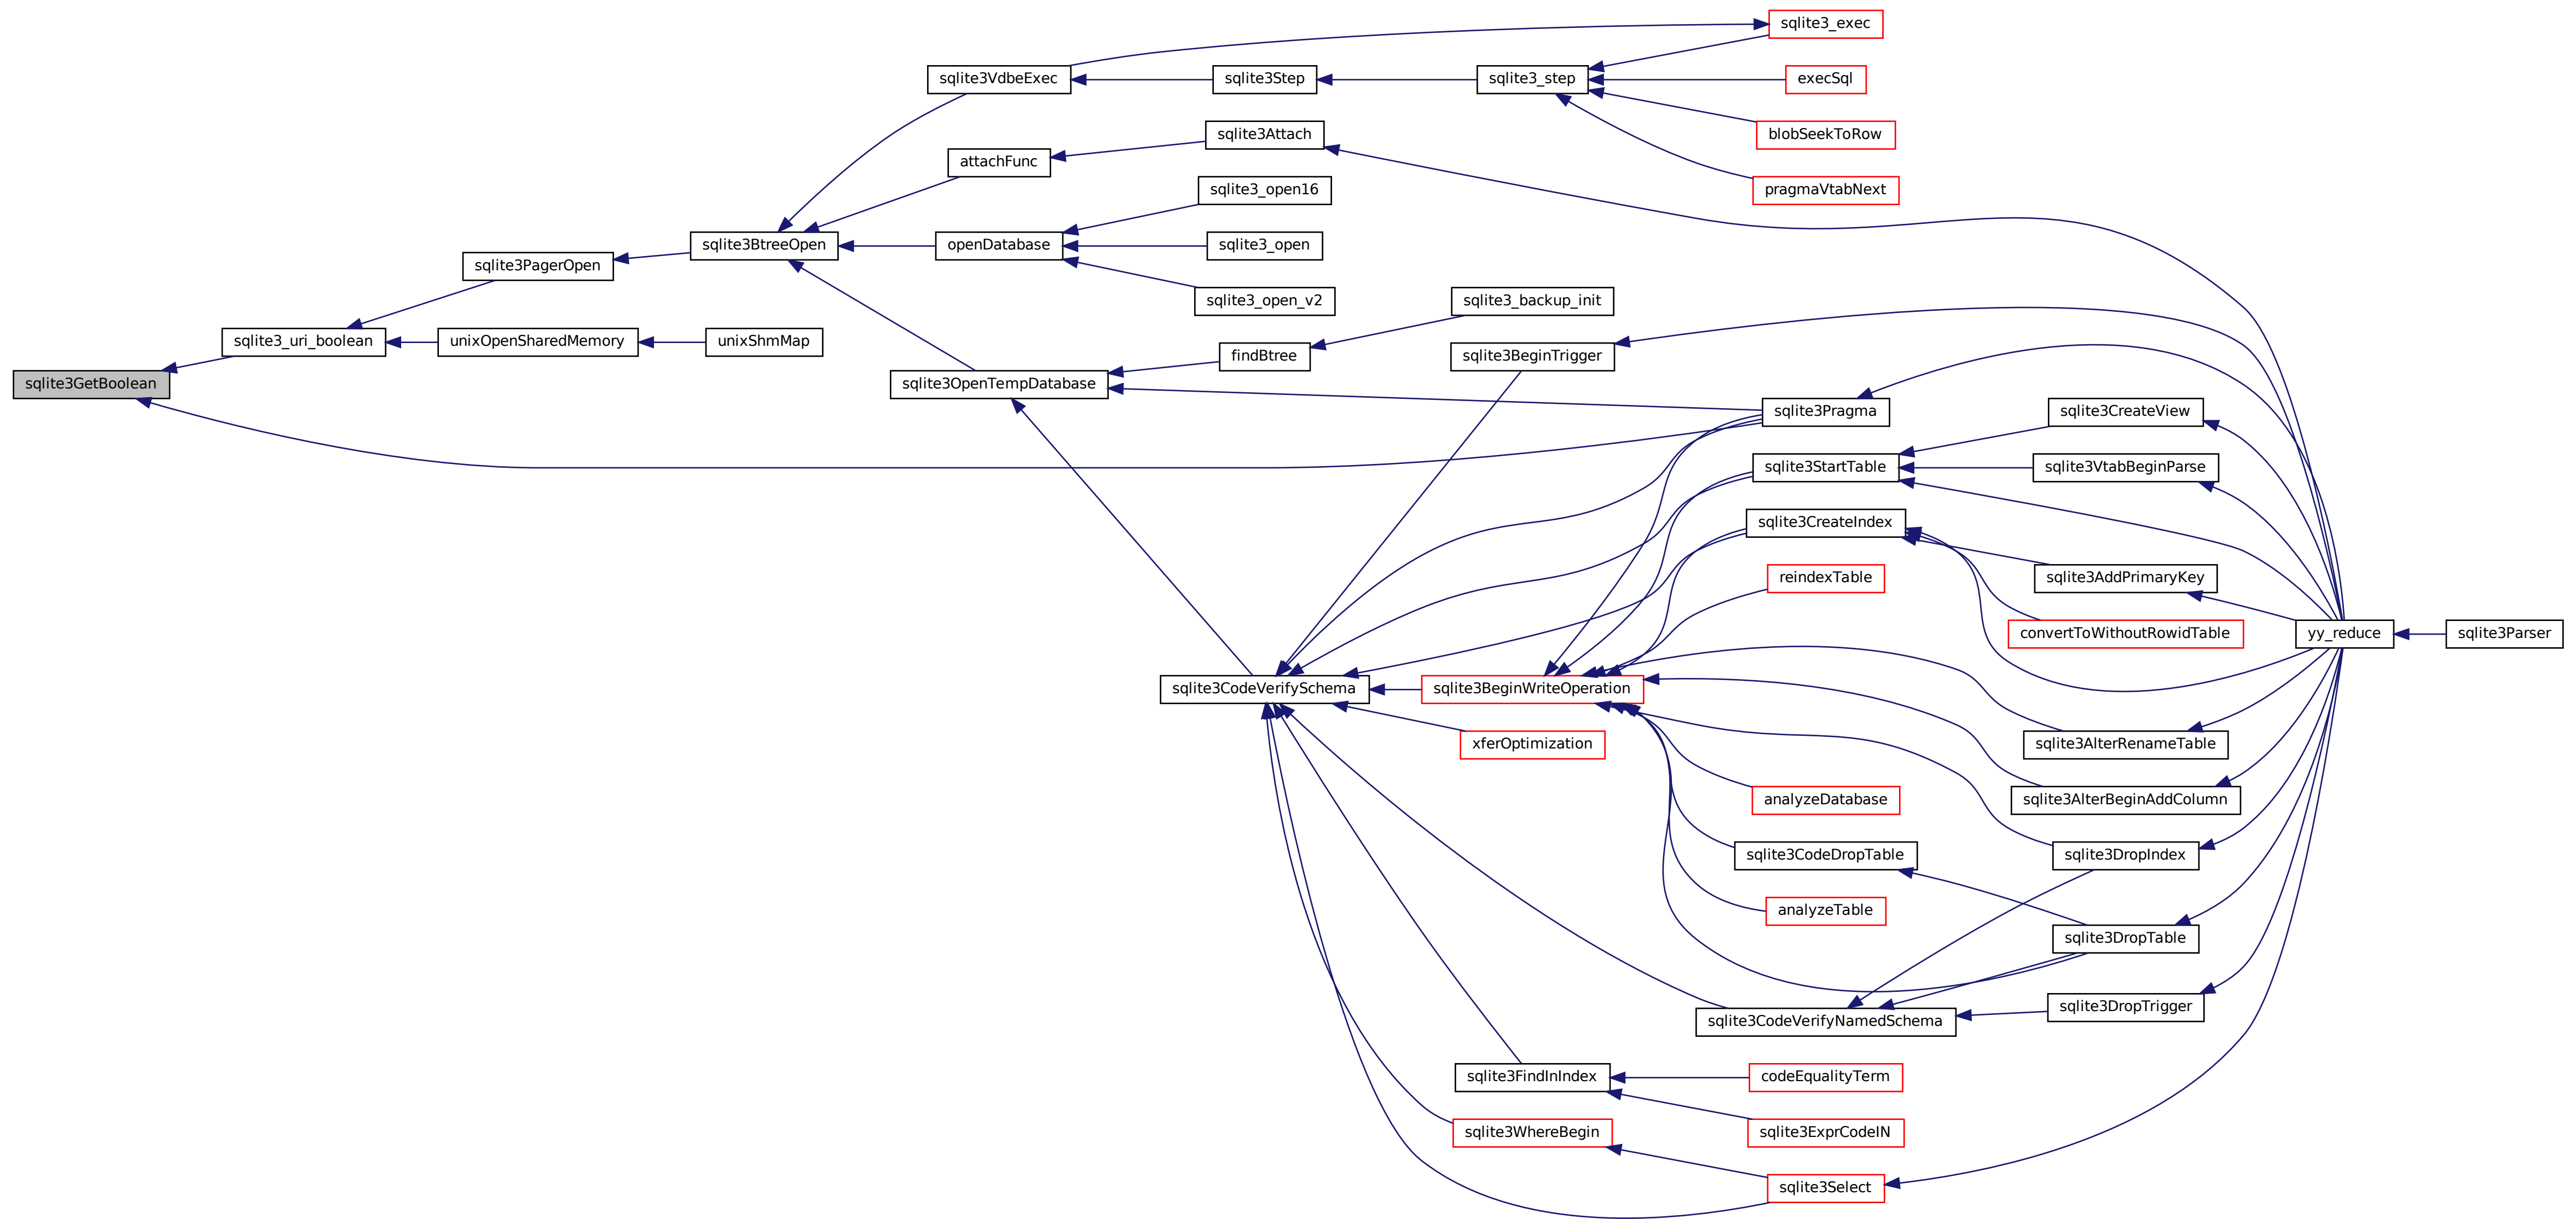 sqlite3_exec
sqlite3VdbeExec
sqlite3Step
sqlite3_step
execSql
sqlite3Attach
blobSeekToRow
attachFunc
sqlite3_open16
pragmaVtabNext
sqlite3BtreeOpen
openDatabase
sqlite3_open
sqlite3PagerOpen
sqlite3_open_v2
sqlite3_backup_init
sqlite3_uri_boolean
unixOpenSharedMemory
unixShmMap
findBtree
sqlite3BeginTrigger
sqlite3GetBoolean
sqlite3OpenTempDatabase
sqlite3Pragma
sqlite3CreateView
sqlite3StartTable
sqlite3VtabBeginParse
sqlite3CreateIndex
reindexTable
sqlite3AddPrimaryKey
convertToWithoutRowidTable
yy_reduce
sqlite3Parser
sqlite3CodeVerifySchema
sqlite3BeginWriteOperation
xferOptimization
sqlite3AlterRenameTable
analyzeDatabase
sqlite3AlterBeginAddColumn
sqlite3CodeDropTable
sqlite3DropIndex
analyzeTable
sqlite3DropTable
sqlite3CodeVerifyNamedSchema
sqlite3DropTrigger
sqlite3FindInIndex
codeEqualityTerm
sqlite3WhereBegin
sqlite3ExprCodeIN
sqlite3Select